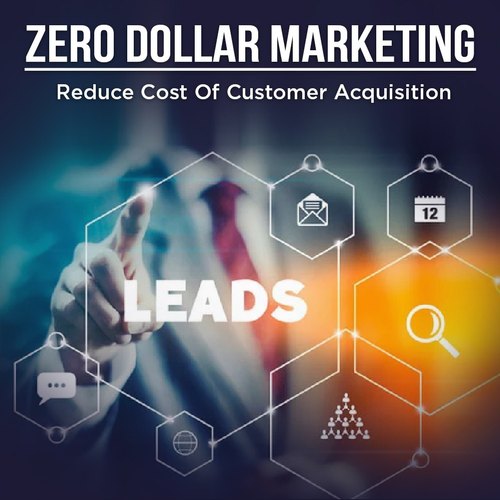 ZERO DOLLAR MARKETING
Reduce Cost Of Customer Acquisition
12
LEADS